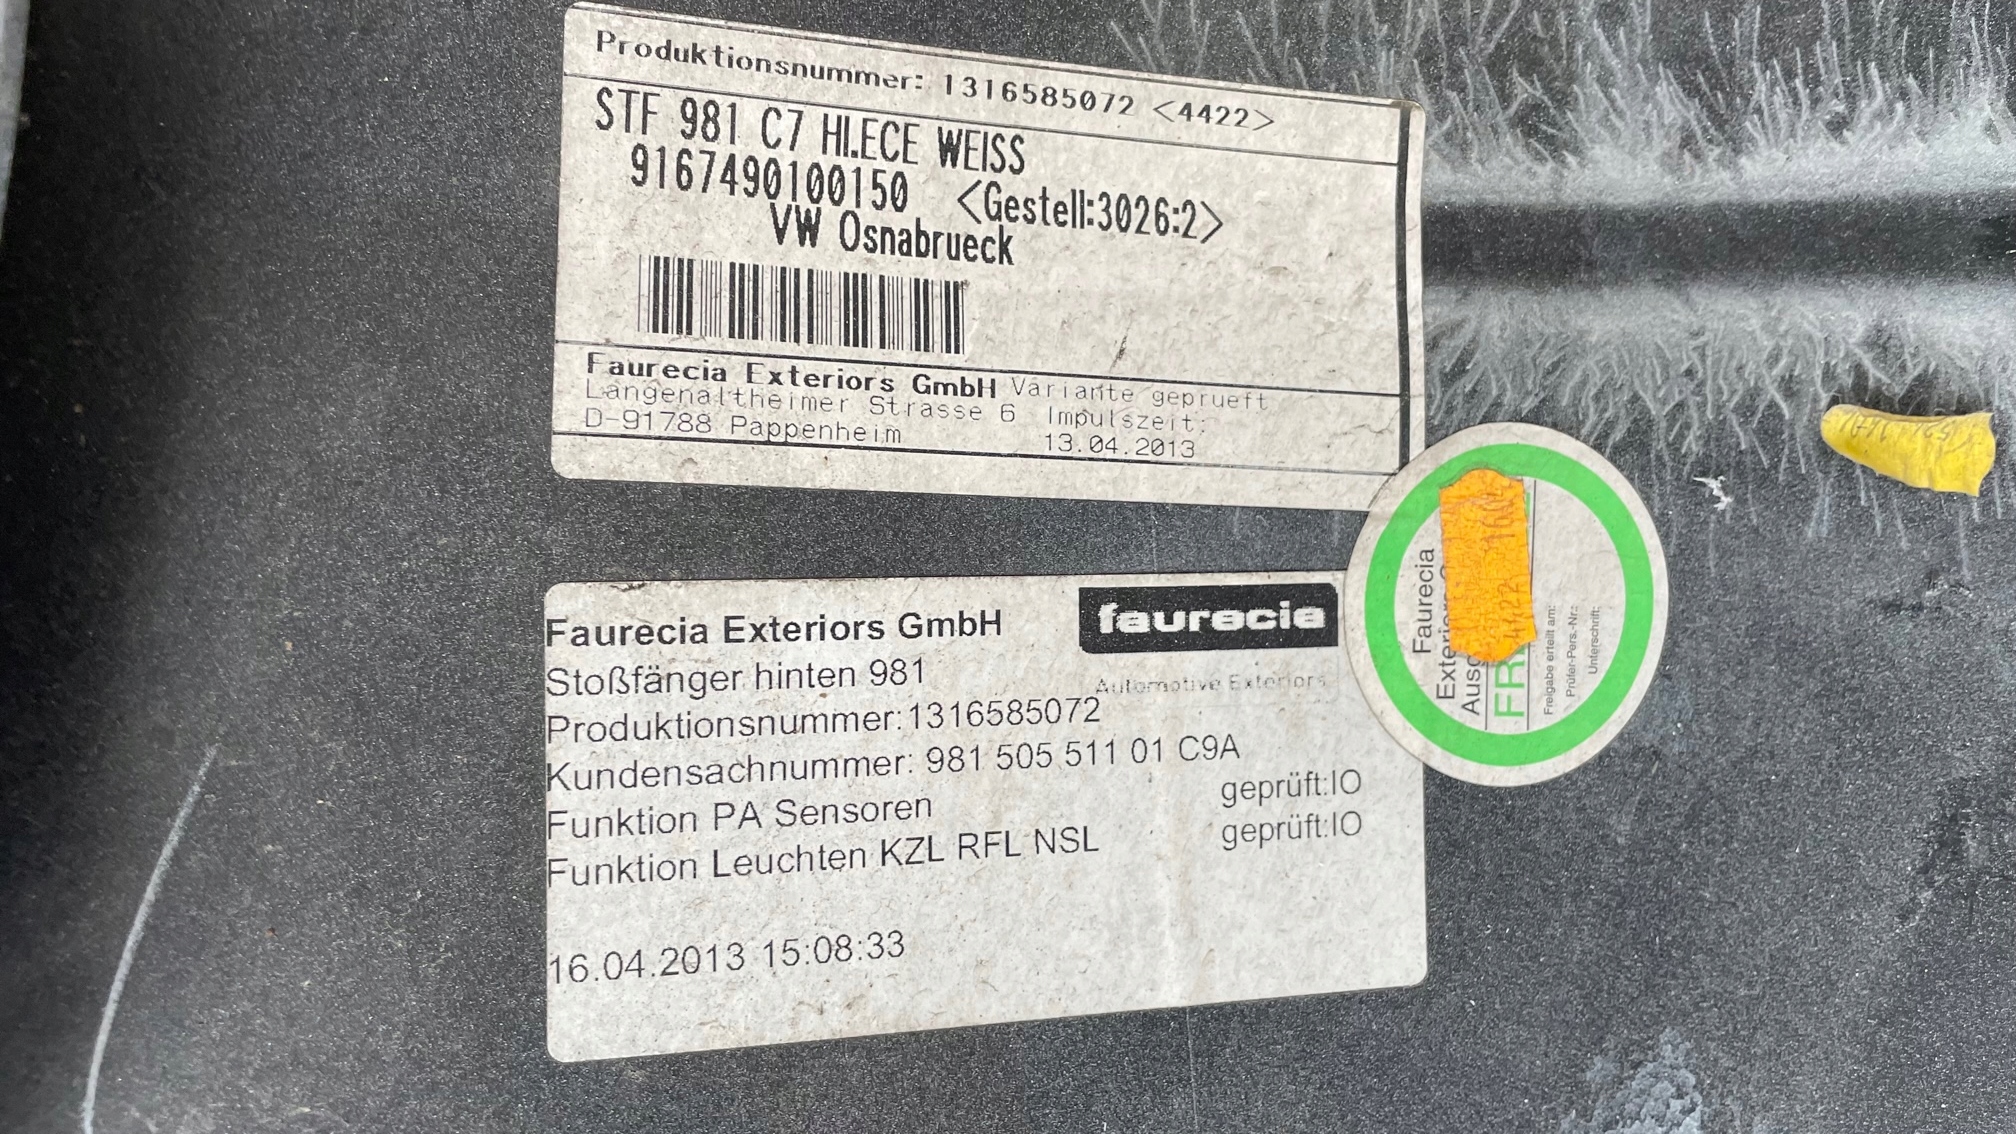 Produktionsnummer: 1316585072 <4422>
STF 981 C7 HI.ECE WEISS
9167490100150 <Gestell:3026:2>
VW Osnabrueck
Faurecia Exteriors GmbH Variante geprueft
Langenaltheimer Strasse 6 Impulszeit:
D-91788 Pappenheim 13.04.2013
Faurecia Exteriors GmbH
faurecia
Automotive Exteriors
Stoßfänger hinten 981
Produktionsnummer:1316585072
Kundensachnummer: 981 505 511 01 C9A
Funktion PA Sensoren geprüft:IO
Funktion Leuchten KZL RFL NSL geprüft:IO
16.04.2013 15:08:33
Faurecia
Freigabe erteilt am:
Prüfer-Pers.-Nr.:
Unterschrift: